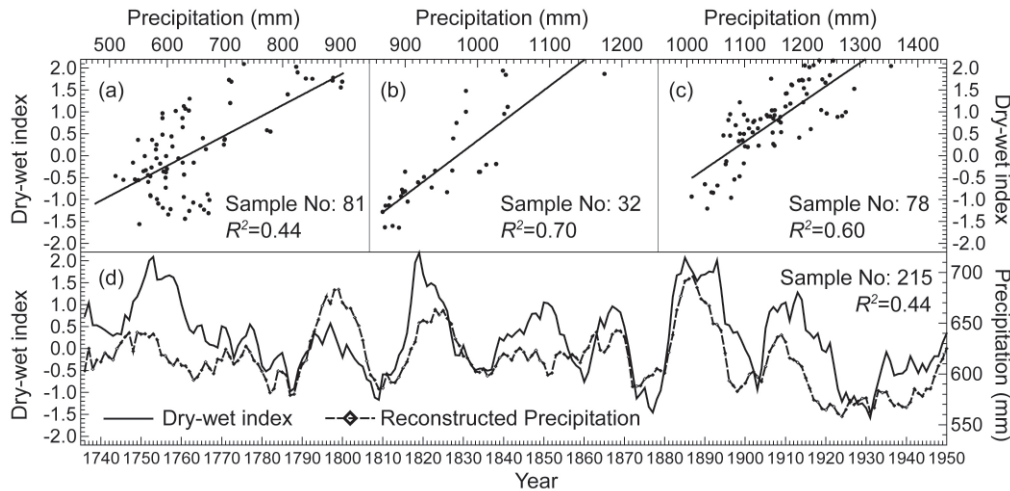 Precipitation (mm) Precipitation (mm) Precipitation (mm)
500 600 700 800 900 900 1000 1100 1200 1000 1100 1200 1300 1400
Dry-wet index
2.0
1.5
1.0
0.5
0.0
-0.5
-1.0
-1.5
-2.0
(a)
Sample No: 81
R²=0.44
(b)
Sample No: 32
R²=0.70
(c)
Sample No: 78
R²=0.60
2.0
1.5
1.0
0.5
0.0
-0.5
-1.0
-1.5
-2.0
Dry-wet index
Dry-wet index
2.0
1.5
1.0
0.5
0.0
-0.5
-1.0
-1.5
-2.0
(d)
Sample No: 215
R²=0.44
Dry-wet index Reconstructed Precipitation
700
650
600
550
Precipitation (mm)
1740 1750 1760 1770 1780 1790 1800 1810 1820 1830 1840 1850 1860 1870 1880 1890 1900 1910 1920 1930 1940 1950
Year